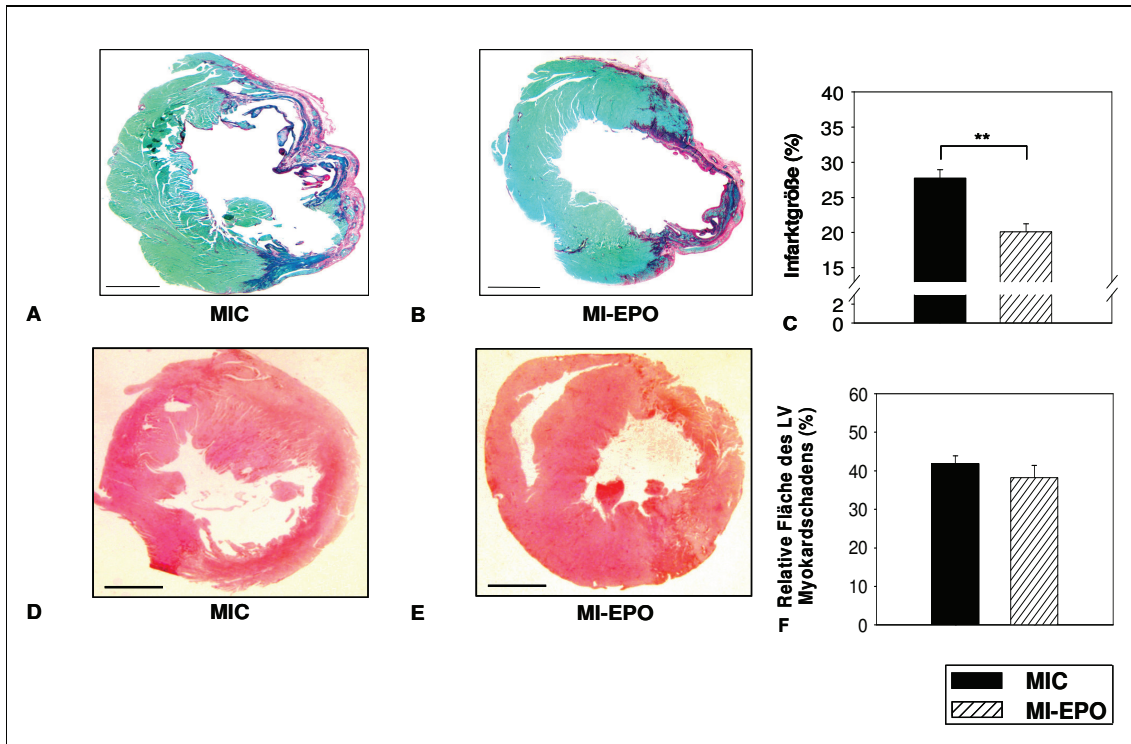 A
MIC
B
MI-EPO
C
Infarktgröße (%)
40
35
30
25
20
15
2
0
**
D
MIC
E
MI-EPO
F
Relative Fläche des LV
Myokardschadens (%)
60
50
40
30
20
10
0
MIC
MI-EPO